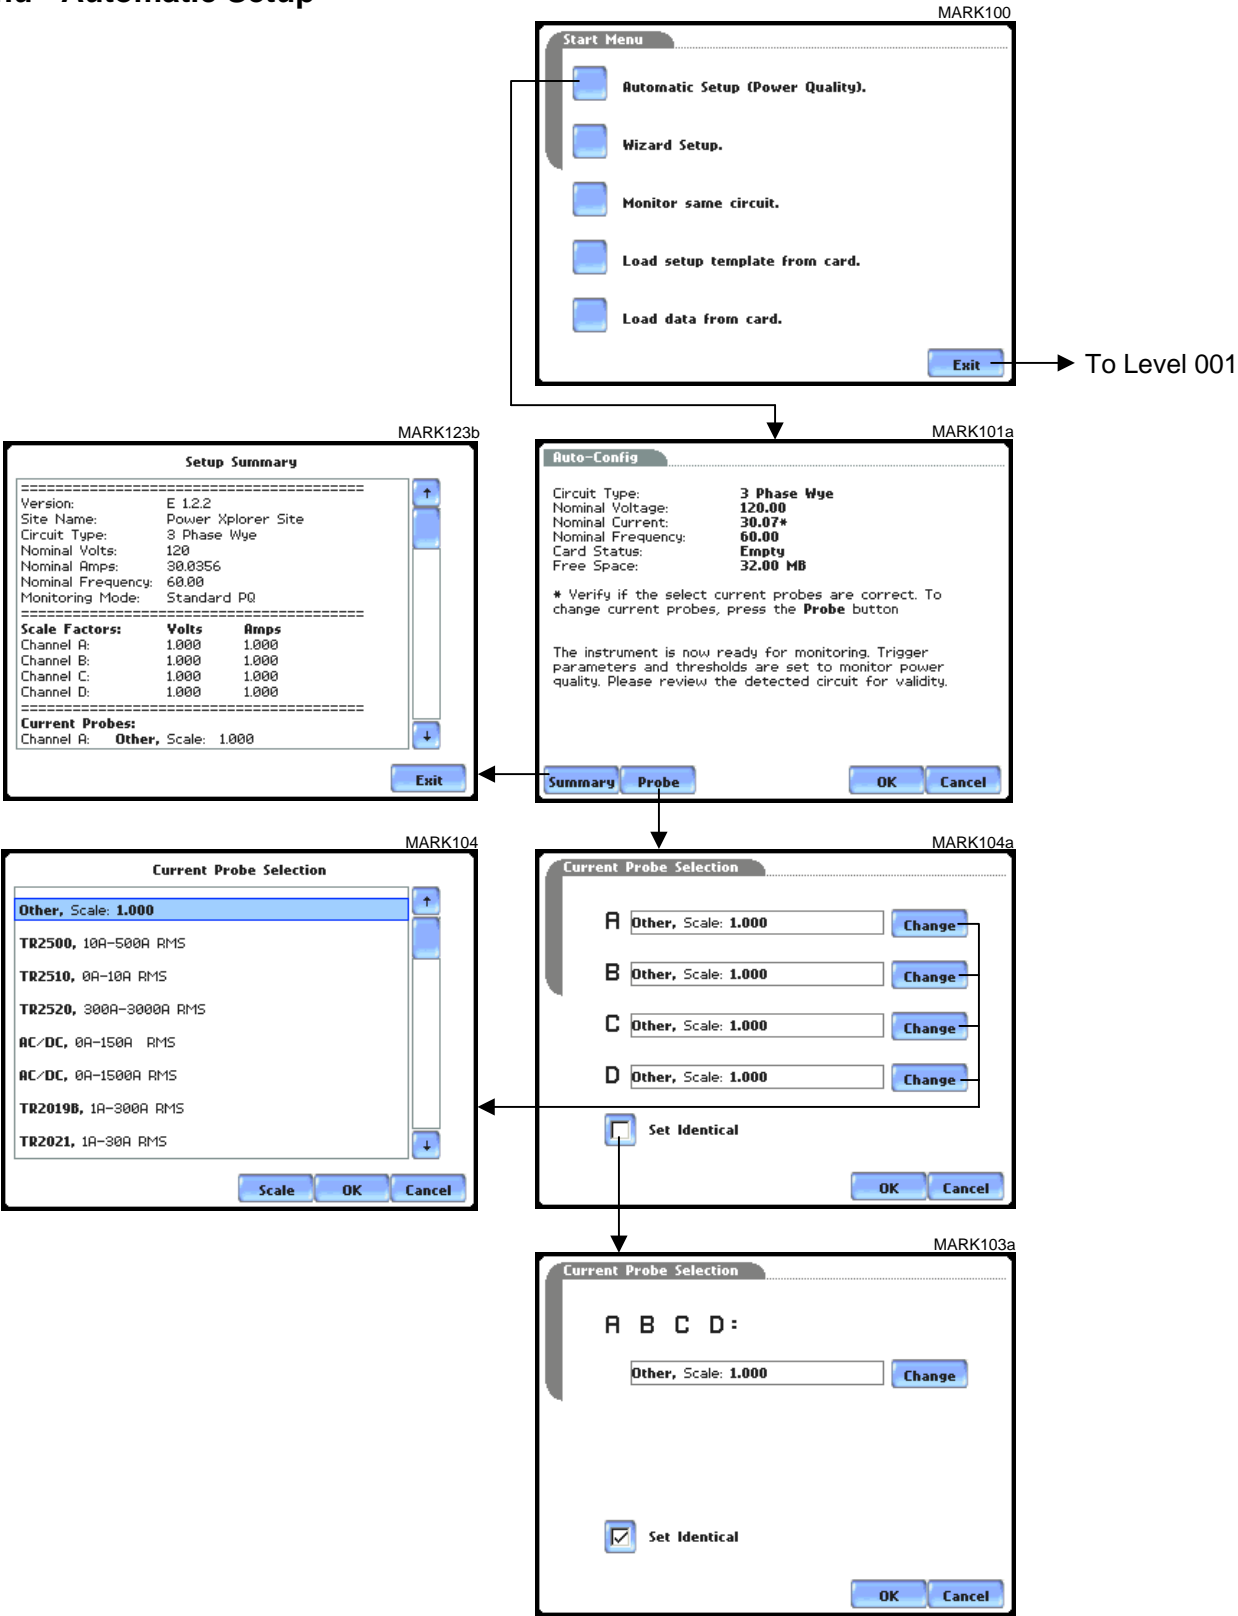 Automatic Setup
MARK100
Start Menu
Automatic Setup (Power Quality).
Wizard Setup.
Monitor same circuit.
Load setup template from card.
Load data from card.
Exit
To Level 001
MARK123b
Setup Summary
==========================================
Version: E 1.2.2
Site Name: Power Xplorer Site
Circuit Type: 3 Phase Wye
Nominal Volts: 120
Nominal Amps: 30.0356
Nominal Frequency: 60.00
Monitoring Mode: Standard PQ
==========================================
Scale Factors: Volts Amps
Channel A: 1.000 1.000
Channel B: 1.000 1.000
Channel C: 1.000 1.000
Channel D: 1.000 1.000
==========================================
Current Probes:
Channel A: Other, Scale: 1.000
Exit
MARK101a
Auto-Config
Circuit Type: 3 Phase Wye
Nominal Voltage: 120.00
Nominal Current: 30.07*
Nominal Frequency: 60.00
Card Status: Empty
Free Space: 32.00 MB
* Verify if the select current probes are correct. To
change current probes, press the Probe button
The instrument is now ready for monitoring. Trigger
parameters and thresholds are set to monitor power
quality. Please review the detected circuit for validity.
Summary Probe OK Cancel
MARK104
Current Probe Selection
Other, Scale: 1.000
TR2500, 10A-500A RMS
TR2510, 0A-10A RMS
TR2520, 300A-3000A RMS
AC/DC, 0A-150A RMS
AC/DC, 0A-1500A RMS
TR2019B, 1A-300A RMS
TR2021, 1A-30A RMS
Scale OK Cancel
MARK104a
Current Probe Selection
A Other, Scale: 1.000 Change
B Other, Scale: 1.000 Change
C Other, Scale: 1.000 Change
D Other, Scale: 1.000 Change
Set Identical
OK Cancel
MARK103a
Current Probe Selection
A B C D:
Other, Scale: 1.000 Change
Set Identical
OK Cancel